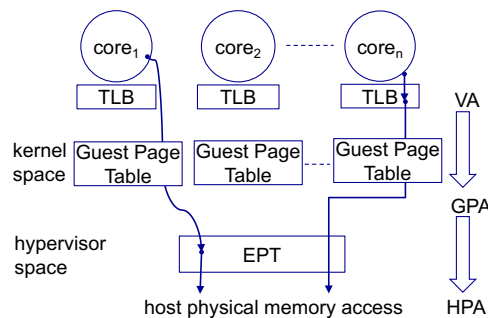 core1 core2 coren
TLB TLB TLB VA
kernel space
Guest Page Table Guest Page Table Guest Page Table
GPA
hypervisor space
EPT
host physical memory access HPA